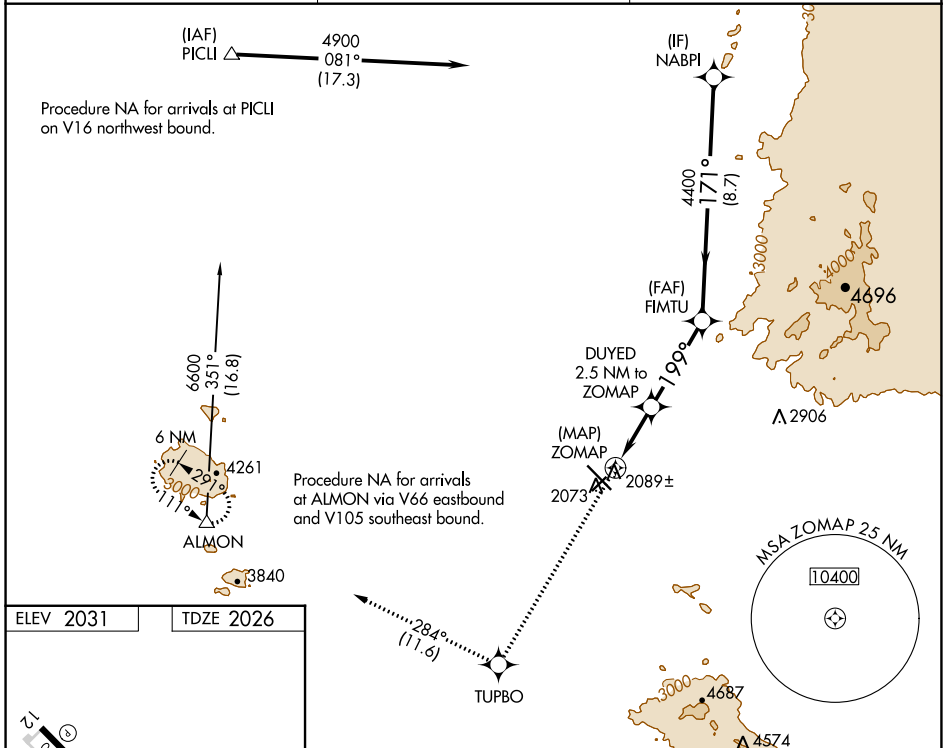 (IAF)
PICLI
4900
081°
(17.3)
(IF)
NABPI
Procedure NA for arrivals at PICLI
on V16 northwest bound.
4400
171°
(8.7)
3000
4000
4696
(FAF)
FIMTU
6600
351°
(16.8)
DUYED
2.5 NM to
ZOMAP
199°
2906
6 NM
4261
291°
3000
111°
ALMON
(MAP)
ZOMAP
2073
2089±
Procedure NA for arrivals
at ALMON via V66 eastbound
and V105 southeast bound.
3840
MSA ZOMAP 25 NM
10400
ELEV 2031
TDZE 2026
284°
(11.6)
TUPBO
3000
4687
4574
12
P